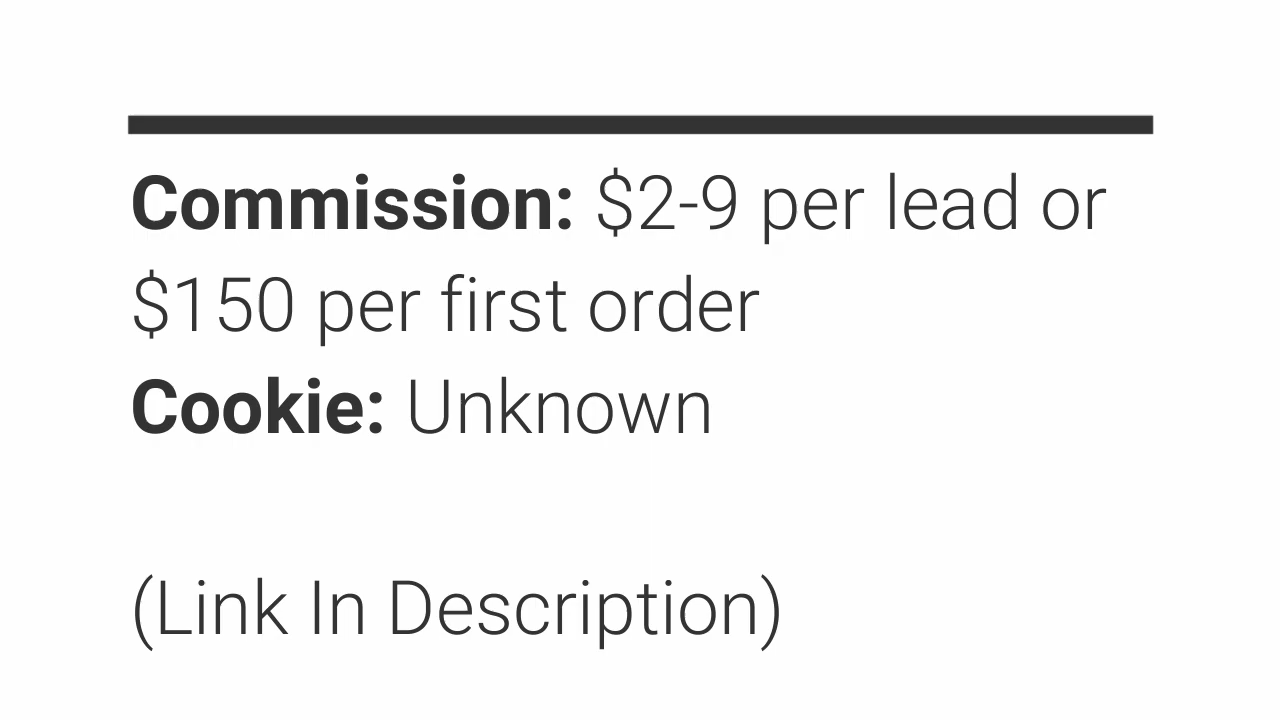 Commission: $2-9 per lead or
$150 per first order
Cookie: Unknown
(Link In Description)